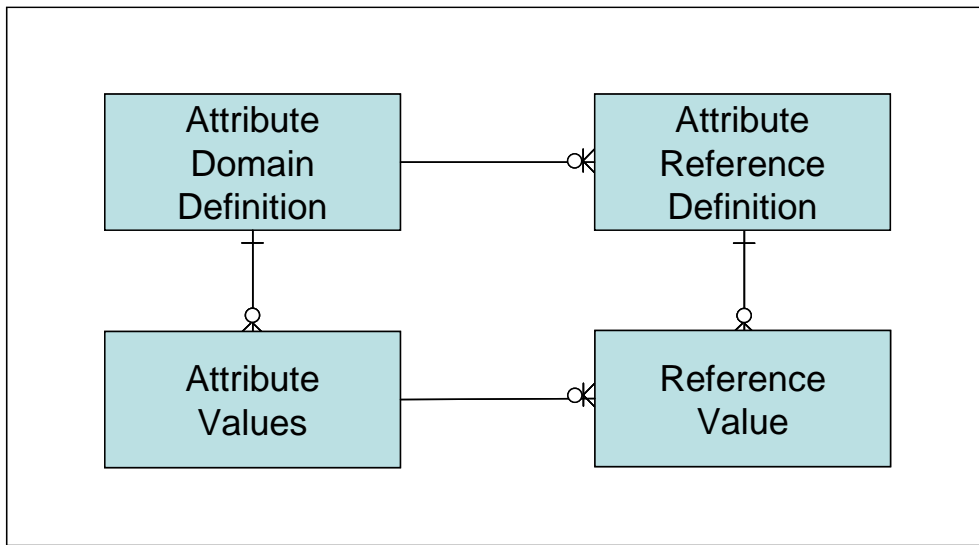 Attribute
Domain
Definition
Attribute
Reference
Definition
Attribute
Values
Reference
Value